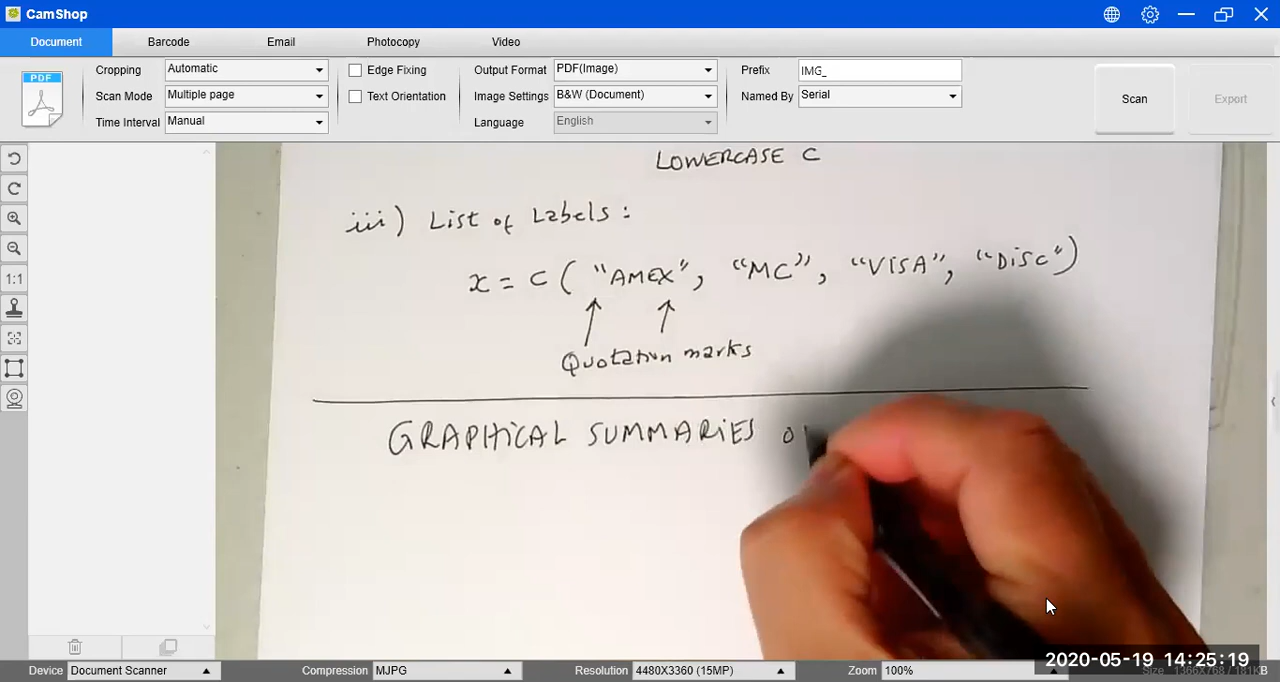 CamShop
Document Barcode Email Photocopy Video
PDF
Cropping Automatic Edge Fixing Output Format PDF(Image) Prefix IMG_
Scan Mode Multiple page Text Orientation Image Settings B&W (Document) Named By Serial Scan Export
Time Interval Manual Language English
1:1
LOWERCASE C
iii) List of Labels:
x = C ("AMEX", "MC", "VISA", "DISC")
Quotation marks
GRAPHICAL SUMMARIES
2020-05-19 14:25:19
Device Document Scanner Compression MJPG Resolution 4480X3360 (15MP) Zoom 100%